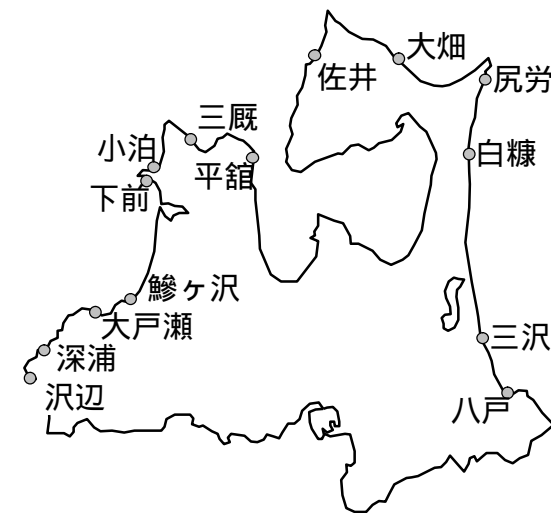 大畑
佐井
尻労
三厩
小泊
平舘
白糠
下前
鰺ヶ沢
大戸瀬
三沢
深浦
沢辺
八戸